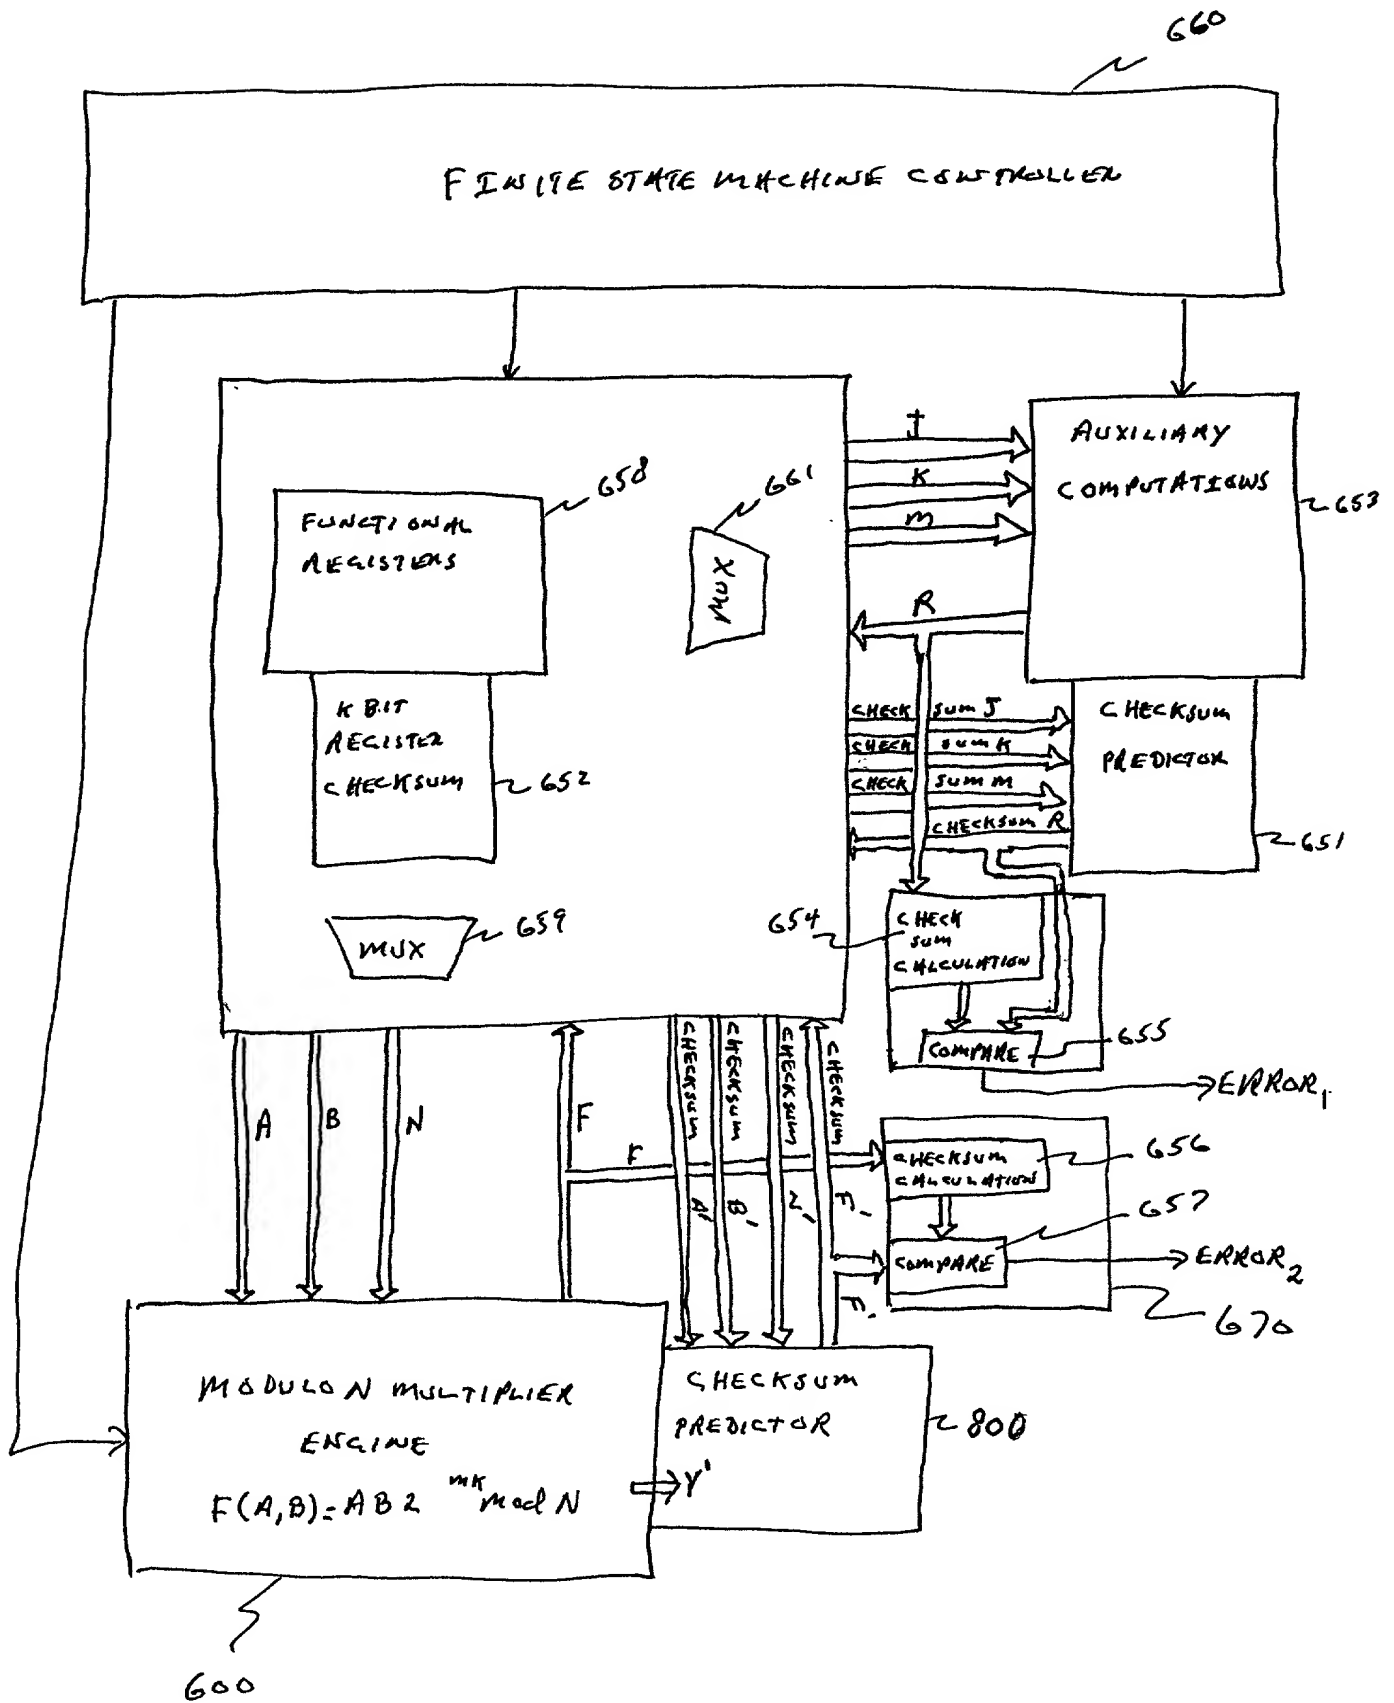 660
FINITE STATE MACHINE CONTROLLER
J
AUXILIARY
COMPUTATIONS
653
K
M
658
661
FUNCTIONAL
REGISTERS
MUX
R
K BIT
REGISTER
CHECKSUM
652
CHECKSUM J
CHECKSUM K
CHECKSUM M
CHECKSUM R
CHECKSUM
PREDICTOR
651
659
MUX
654
CHECK
SUM
CALCULATION
COMPARE
655
ERROR1
A
B
N
F
F
CHECKSUM A'
CHECKSUM B'
CHECKSUM N'
CHECKSUM F'
CHECKSUM
CALCULATION
656
657
COMPARE
ERROR2
F'
670
MODULO N MULTIPLIER
ENGINE
F(A,B)=AB2 mk mod N
Y'
CHECKSUM
PREDICTOR
800
600